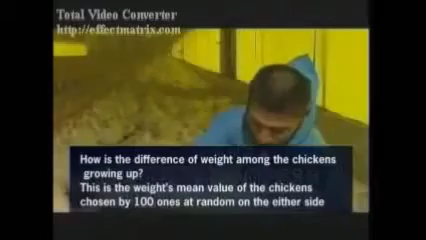 Total Video Converter
http://effectmatrix.com
How is the difference of weight among the chickens
growing up?
This is the weight's mean value of the chickens
chosen by 100 ones at random on the either side